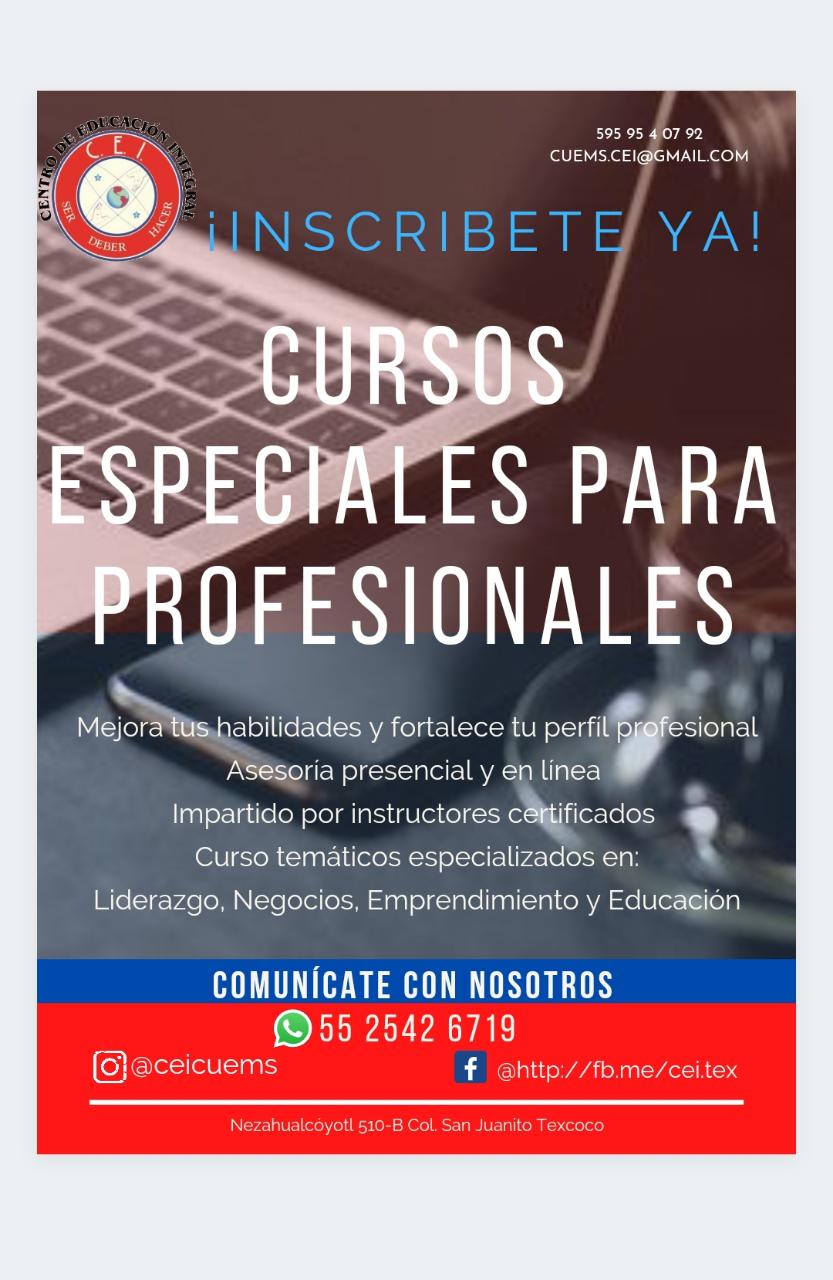 CENTRO DE EDUCACIÓN INTEGRAL
C. E. I.
SER DEBER HACER
595 95 4 07 92
CUEMS.CEI@GMAIL.COM
¡INSCRIBETE YA!
CURSOS
ESPECIALES PARA
PROFESIONALES
Mejora tus habilidades y fortalece tu perfíl profesional
Asesoría presencial y en línea
Impartido por instructores certificados
Curso temáticos especializados en:
Liderazgo, Negocios, Emprendimiento y Educación
COMUNÍCATE CON NOSOTROS
55 2542 6719
@ceicuems
@http://fb.me/cei.tex
Nezahualcóyotl 510-B Col. San Juanito Texcoco